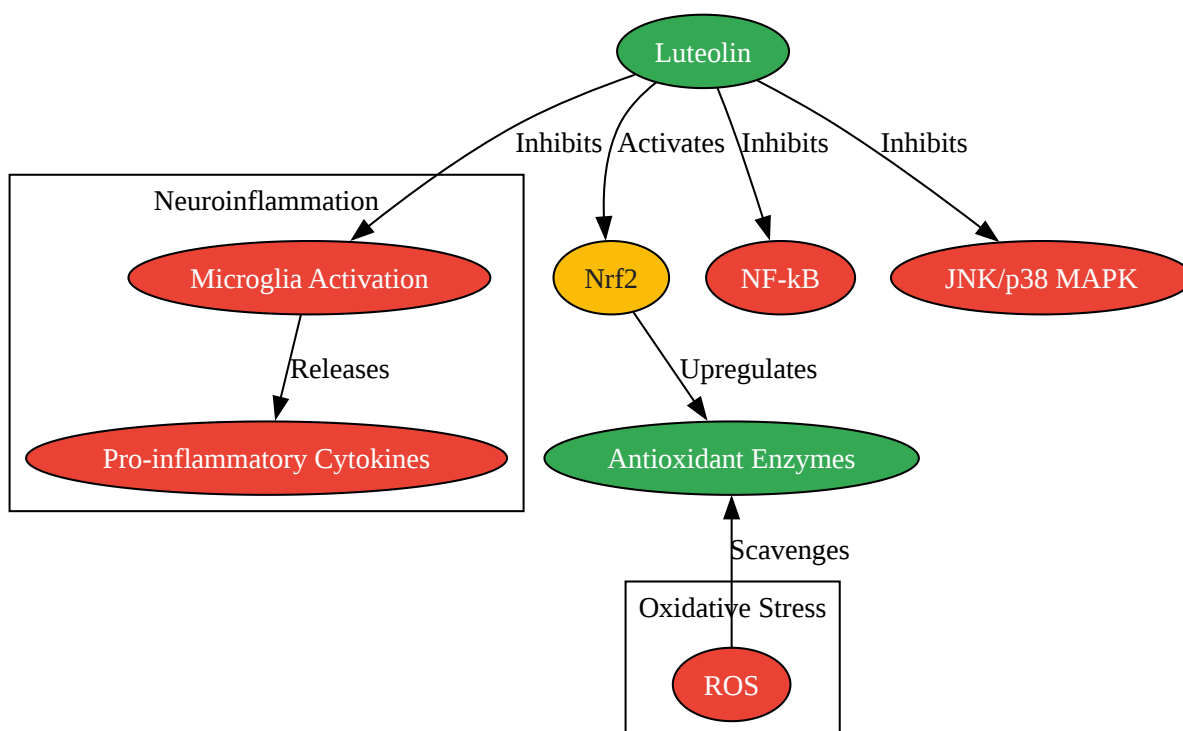 Luteolin
Inhibits
Activates
Inhibits
Inhibits
Neuroinflammation
Microglia Activation
Nrf2
NF-kB
JNK/p38 MAPK
Releases
Upregulates
Pro-inflammatory Cytokines
Antioxidant Enzymes
Scavenges
Oxidative Stress
ROS